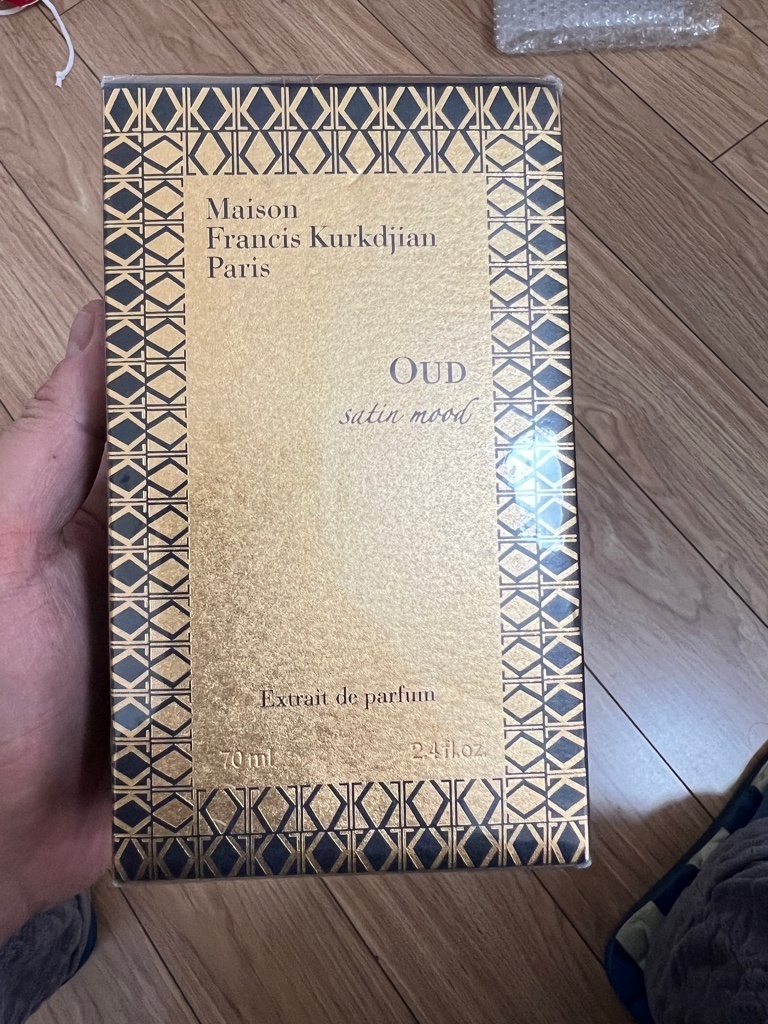 Maison
Francis Kurkdjian
Paris
OUD
satin mood
Extrait de parfum
70 ml 2.4 fl.oz.